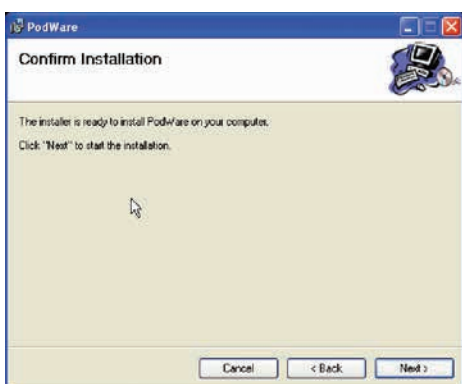 PodWare
Confirm Installation
The installer is ready to install PodWare on your computer.
Click "Next" to start the installation.
Cancel
< Back
Next >